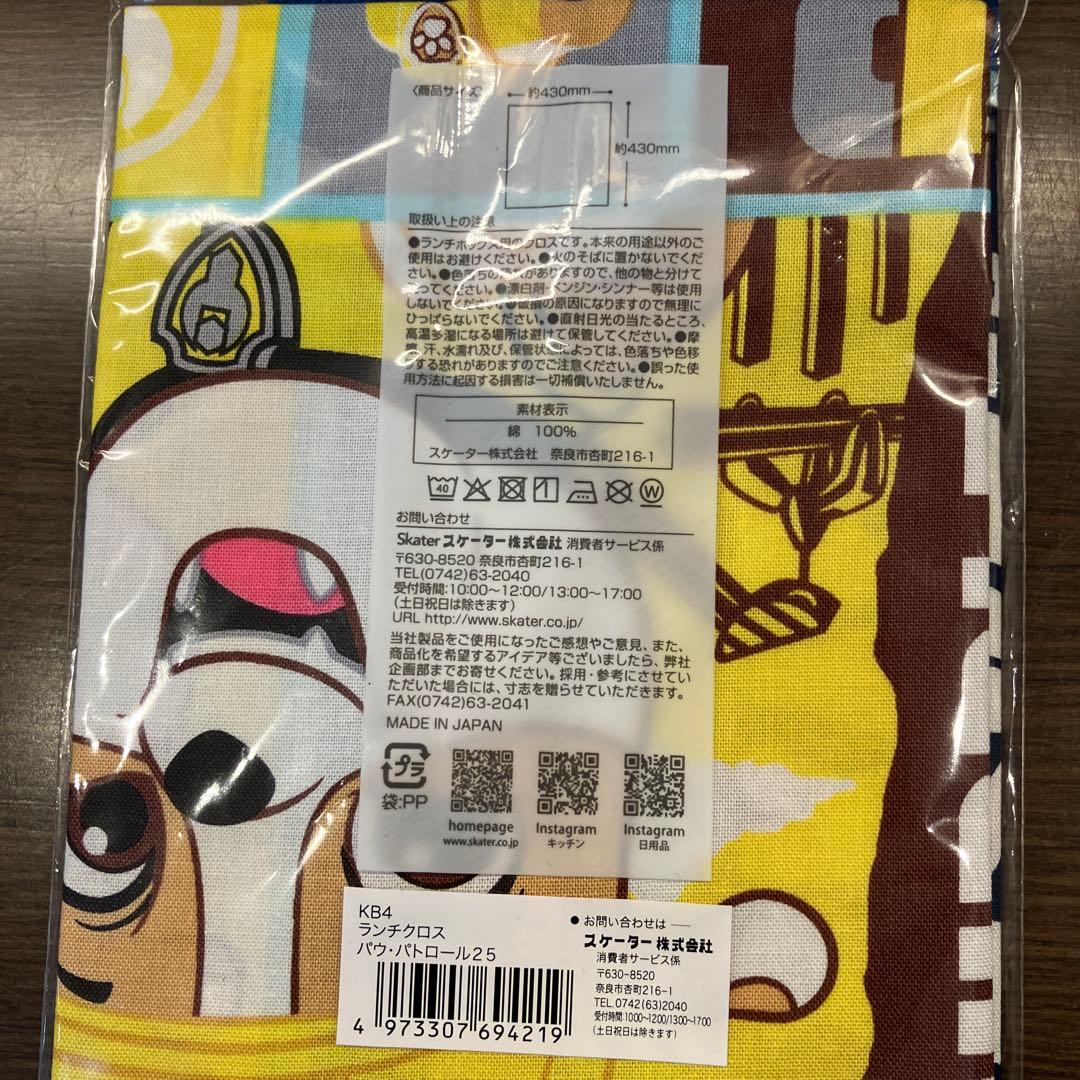 〈商品サイズ〉
約430mm
約430mm
取扱い上の注意
●ランチボックス用のクロスです。本来の用途以外のご
使用はお避けください。●火のそばに置かないでくだ
さい。●色落ちの恐れがありますので、他の物と分けて
洗ってください。●漂白剤・ベンジン・シンナー等は使用
しないでください。●破損の原因になりますので無理に
ひっぱらないでください。●直射日光の当たるところ、
高温多湿になる場所は避けて保管してください。●摩
擦、汗、水濡れ及び、保管状態によっては、色落ちや色移
りする恐れがありますのでご注意ください。●誤った使
用方法に起因する損害は一切補償いたしません。
素材表示
綿 100%
スケーター株式会社 奈良市杏町216-1
40
W
お問い合わせ
Skater スケーター株式会社 消費者サービス係
〒630-8520 奈良市杏町216-1
TEL(0742)63-2040
受付時間:10:00〜12:00/13:00〜17:00
(土日祝日は除きます)
URL http://www.skater.co.jp/
当社製品をご使用になったご感想やご意見、また、
商品化を希望するアイデア等ございましたら、弊社
企画部までお寄せください。採用・参考にさせてい
ただいた場合には、寸志を贈らせていただきます。
FAX(0742)63-2041
MADE IN JAPAN
プラ
袋:PP
homepage
www.skater.co.jp
Instagram
キッチン
Instagram
日用品
KB4
ランチクロス
パウ・パトロール25
4 973307 694219
●お問い合わせは
スケーター株式会社
消費者サービス係
〒630-8520
奈良市杏町216-1
TEL.0742(63)2040
受付時間:10:00〜12:00/13:00〜17:00
(土日祝日は除きます)